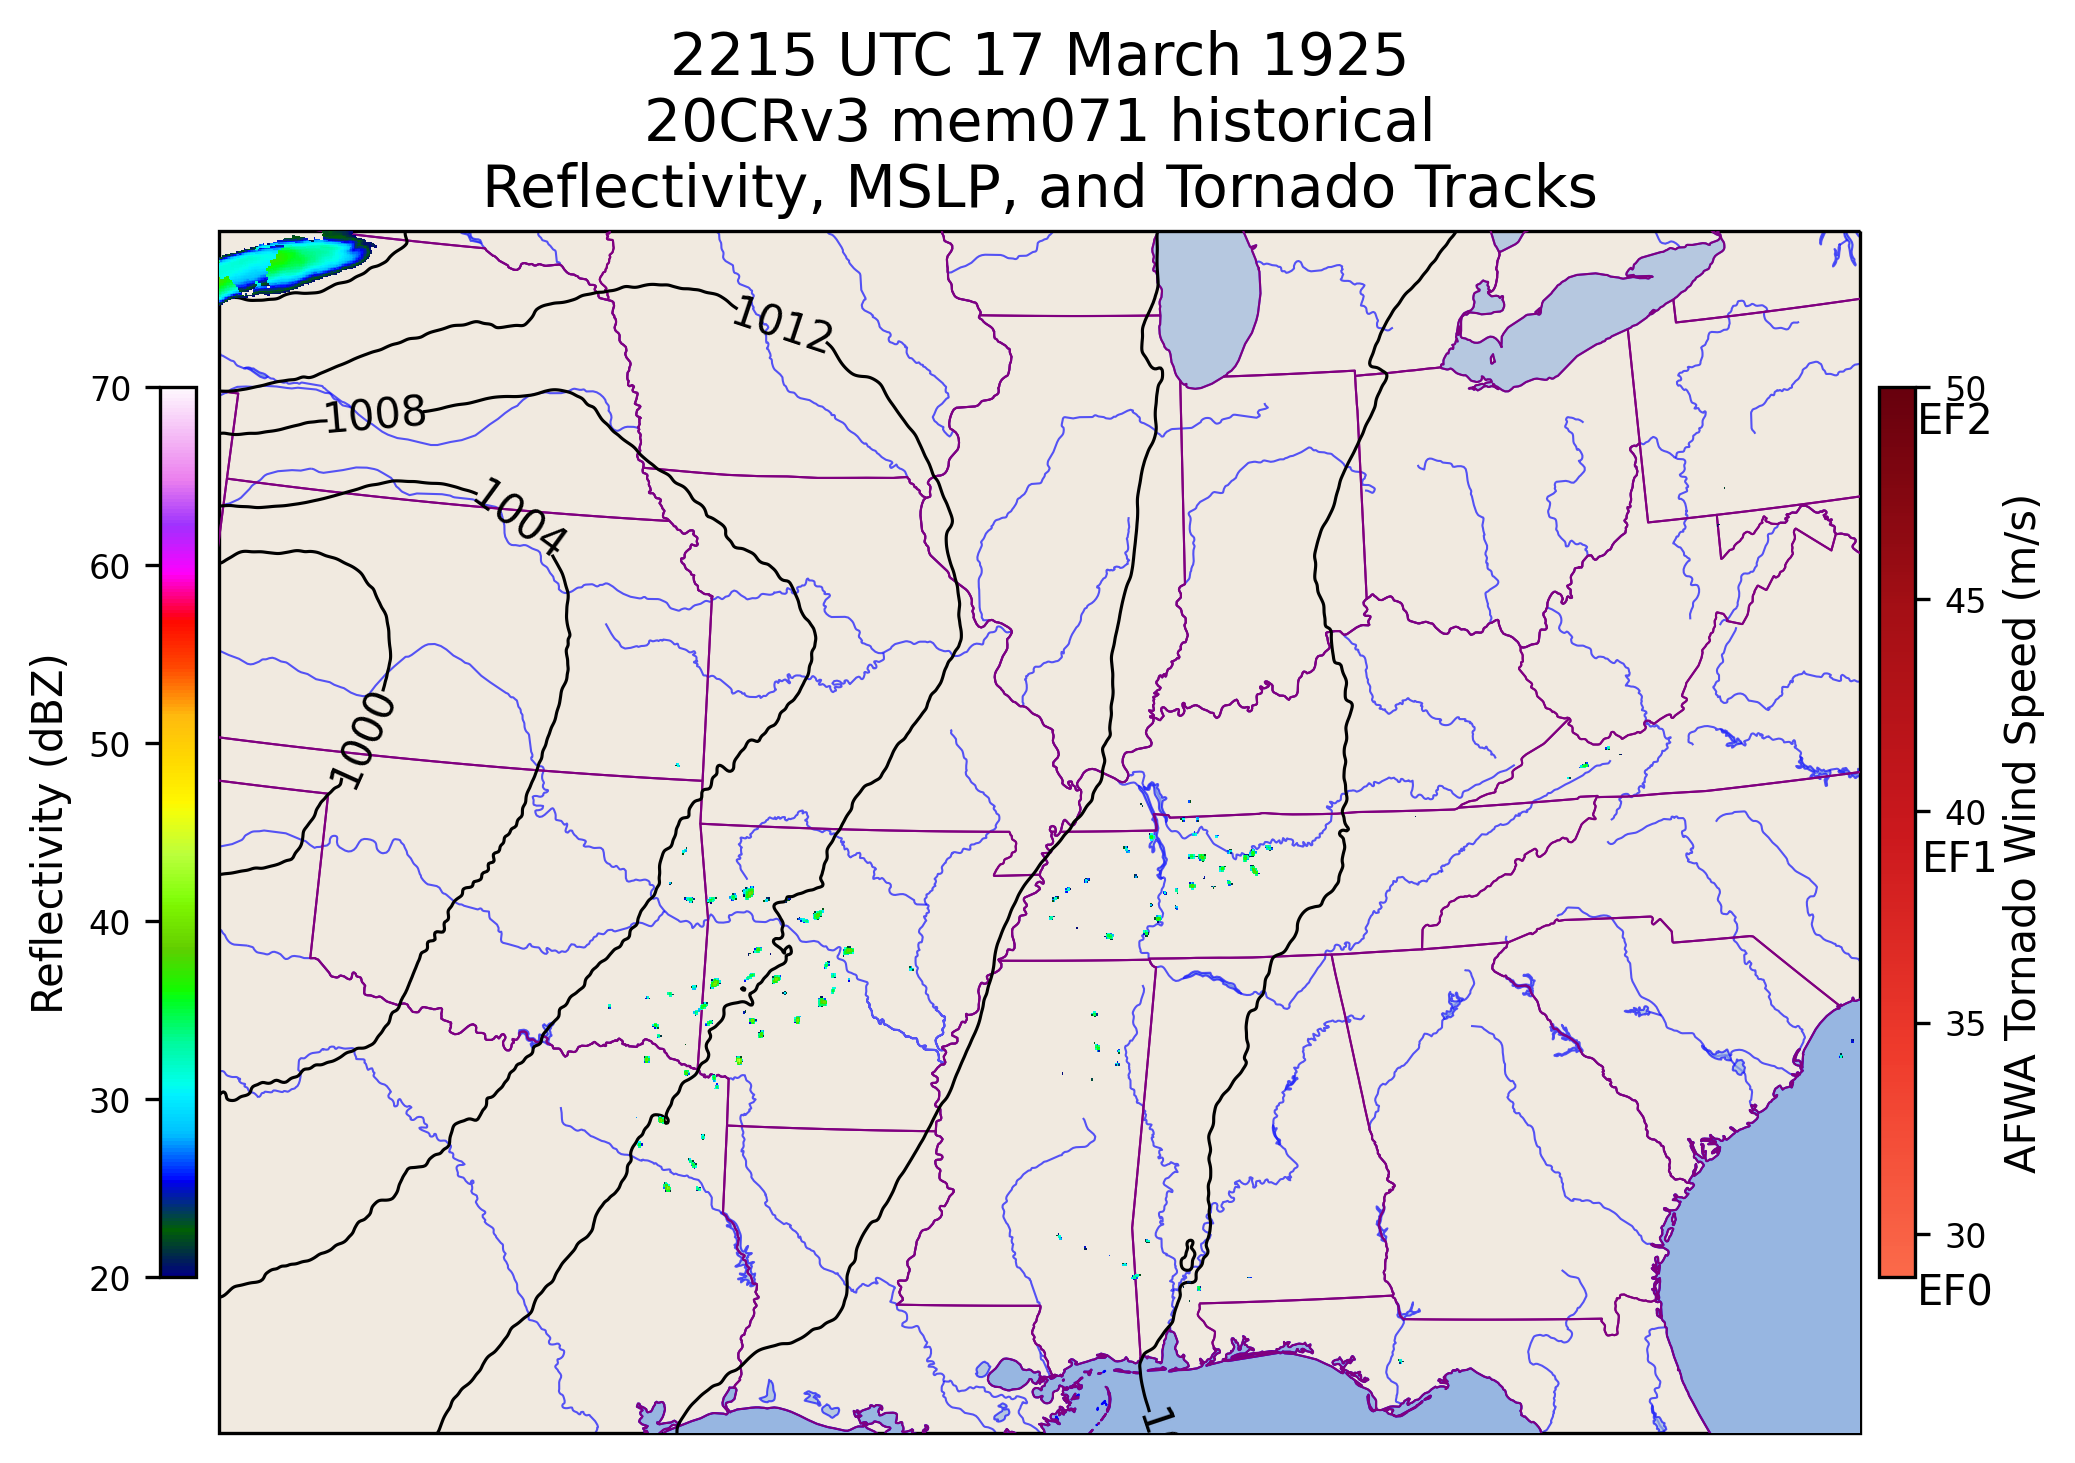 2215 UTC 17 March 1925
20CRv3 mem071 historical
Reflectivity, MSLP, and Tornado Tracks
1012
1008
1004
1000
70
60
50
40
30
20
Reflectivity (dBZ)
50
EF2
45
40
EF1
35
30
EF0
AFWA Tornado Wind Speed (m/s)